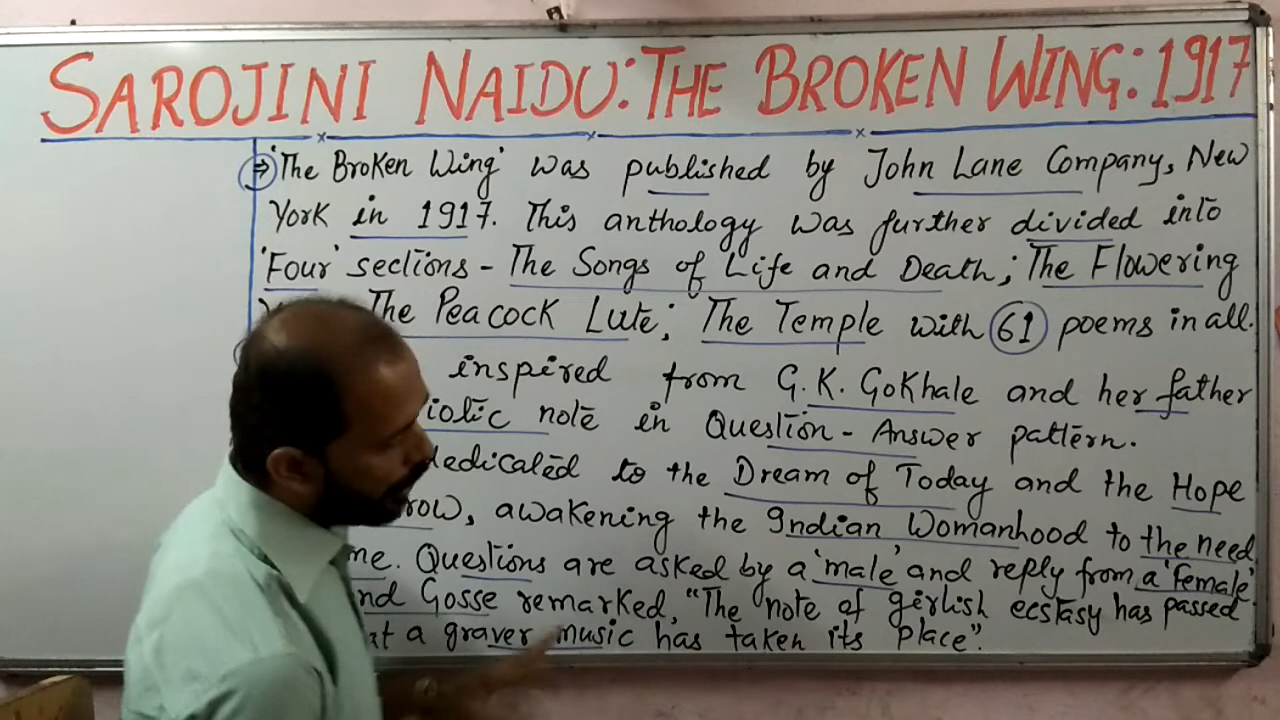 SAROJINI NAIDU: THE BROKEN WING: 1917
⇒ 'The Broken Wing' was published by John Lane Company, New
York in 1917. This anthology was further divided into
'Four' sections - The Songs of Life and Death; The Flowering
The Peacock Lute; The Temple with 61 poems in all.
inspired from G. K. Gokhale and her father
iotic note in Question - Answer pattern.
dedicated to the Dream of Today and the Hope
row, awakening the Indian Womanhood to the need
me. Questions are asked by a 'male' and reply from a 'female'
nd Gosse remarked, "The note of girlish ecstasy has passed
at a graver music has taken its place".